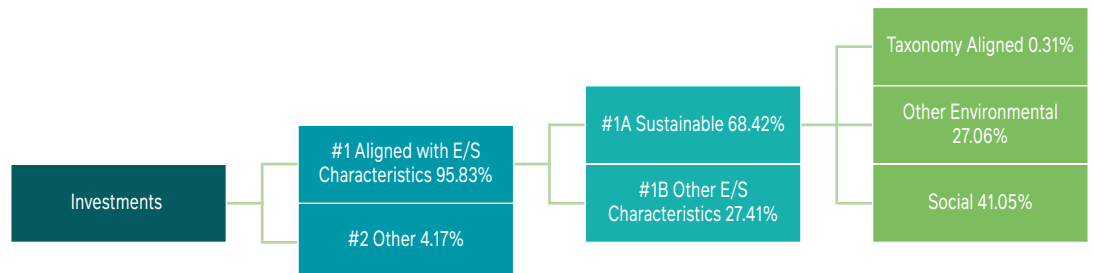 Investments
#1 Aligned with E/S
Characteristics 95.83%
#2 Other 4.17%
#1A Sustainable 68.42%
#1B Other E/S
Characteristics 27.41%
Taxonomy Aligned 0.31%
Other Environmental
27.06%
Social 41.05%